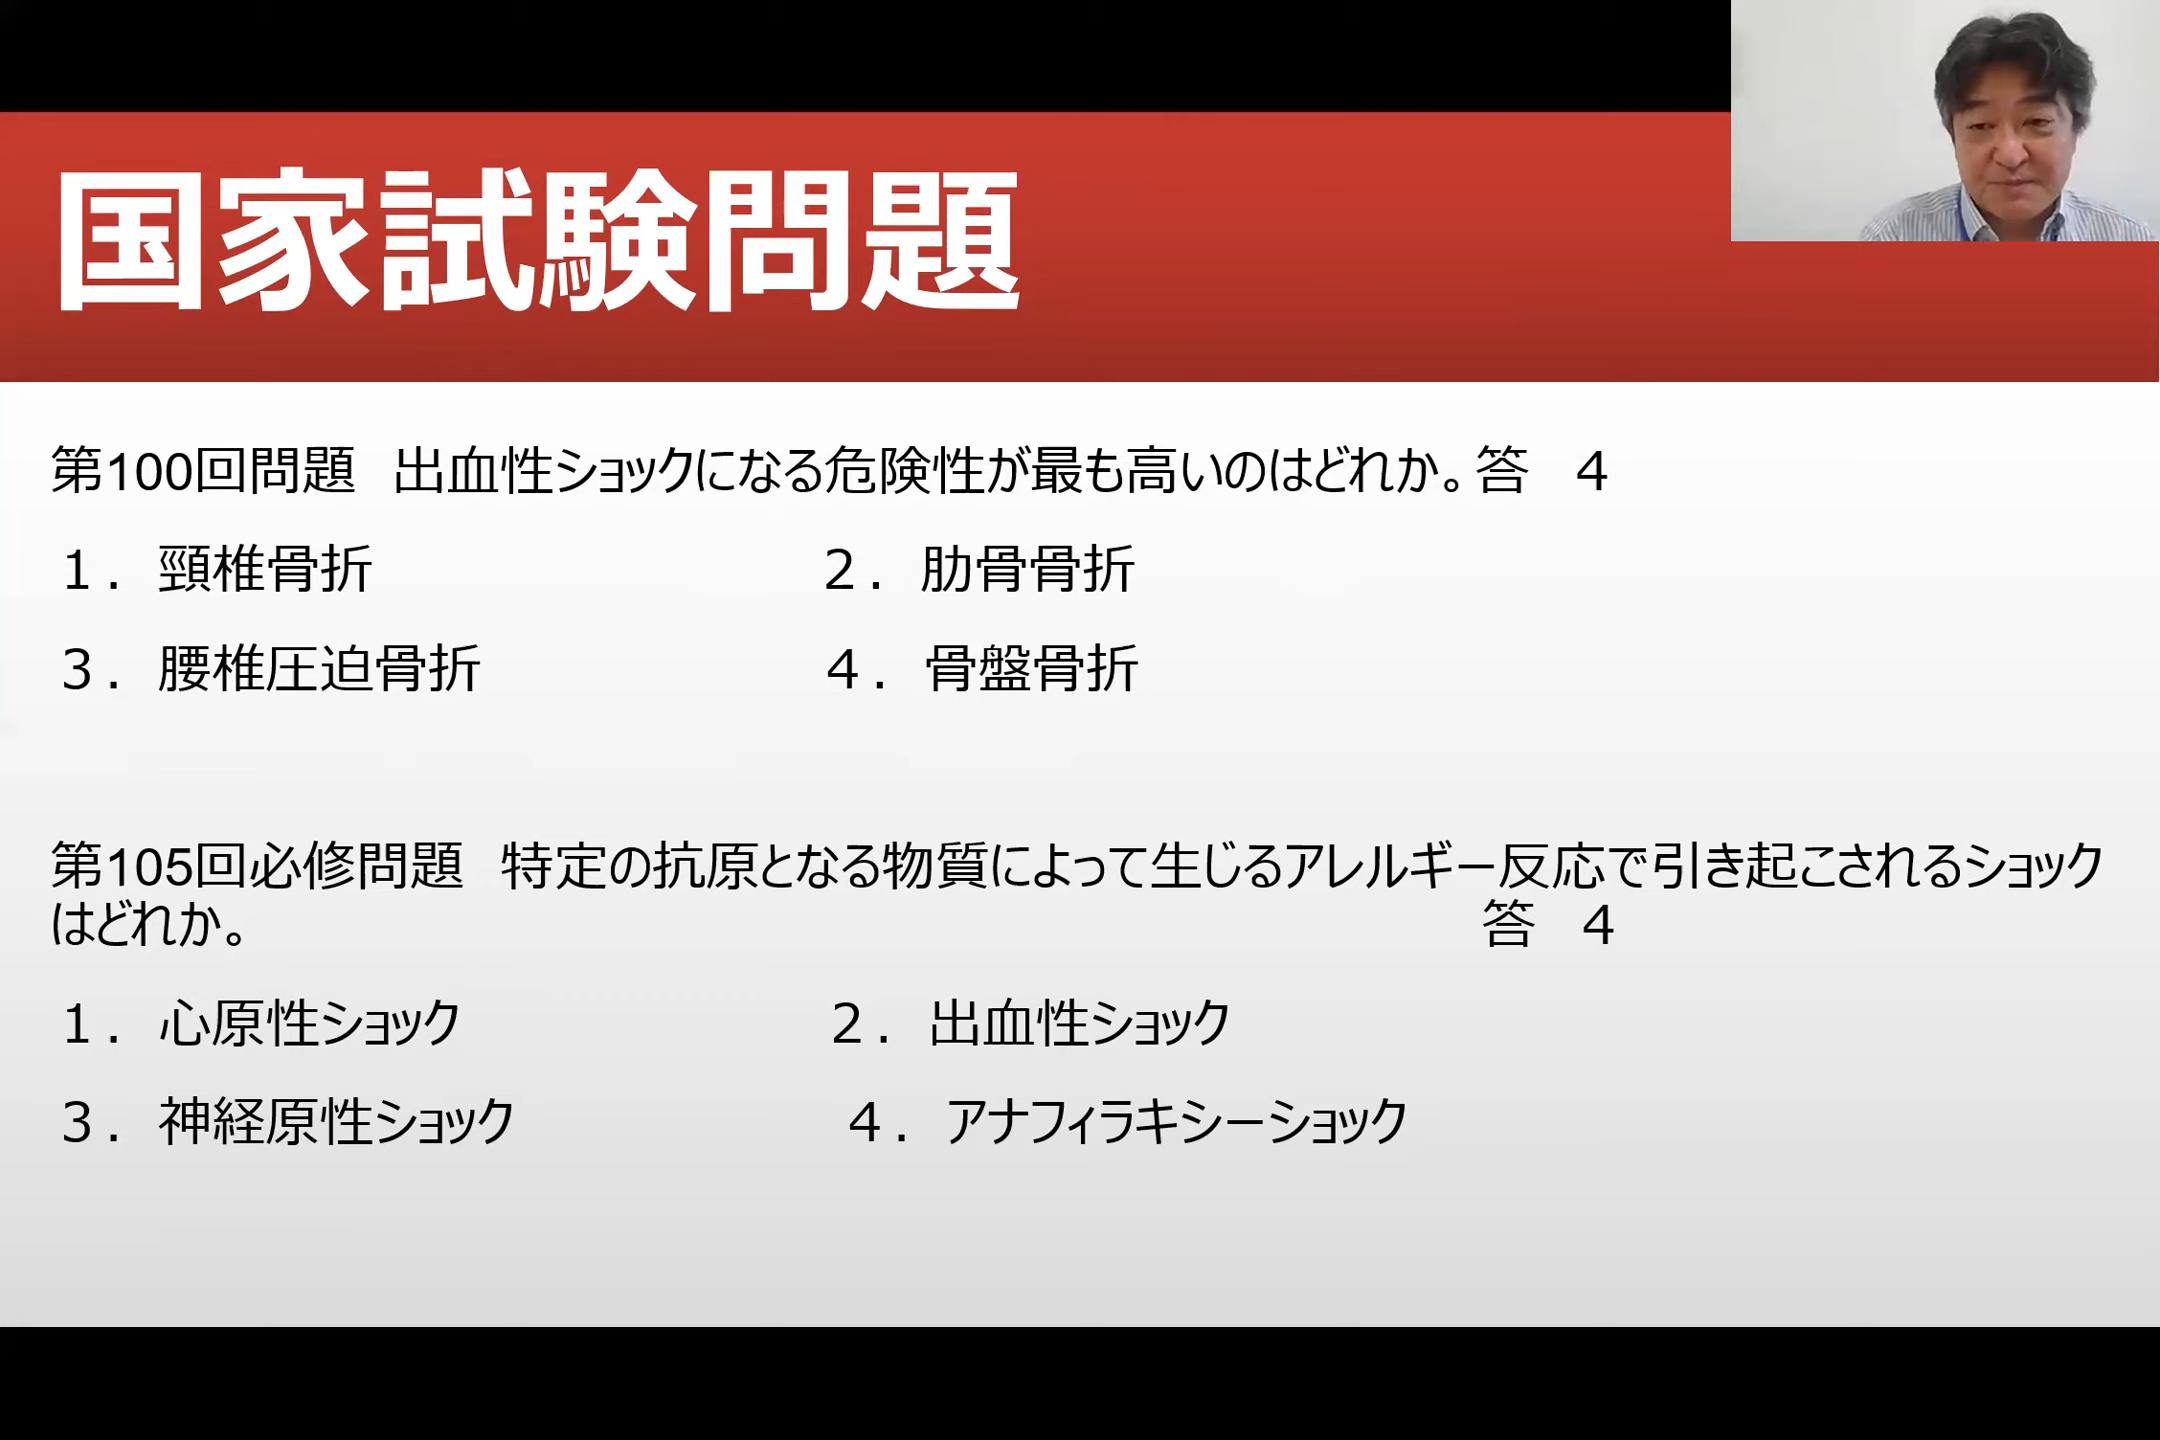 国家試験問題
第100回問題　出血性ショックになる危険性が最も高いのはどれか。答　４
１．頸椎骨折　２．肋骨骨折
３．腰椎圧迫骨折　４．骨盤骨折
第105回必修問題　特定の抗原となる物質によって生じるアレルギー反応で引き起こされるショック
はどれか。　答　４
１．心原性ショック　２．出血性ショック
３．神経原性ショック　４．アナフィラキシーショック